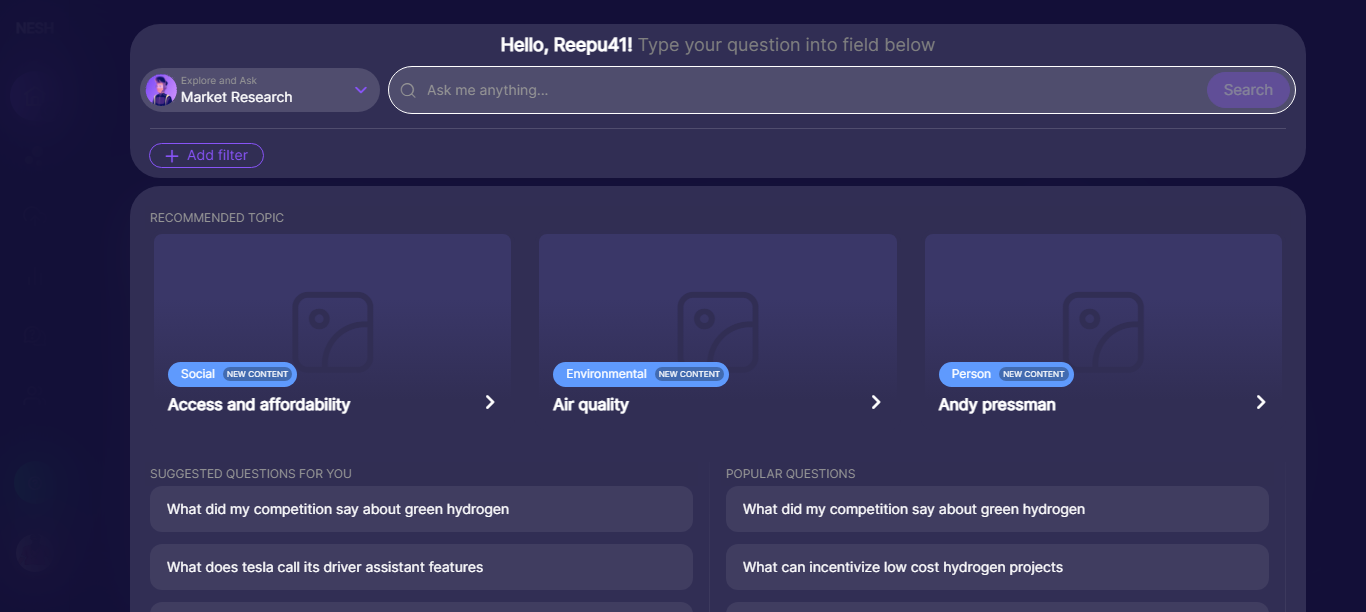 NESH
Hello, Reepu41! Type your question into field below
Explore and Ask
Market Research
Ask me anything...
Search
Add filter
RECOMMENDED TOPIC
Social NEW CONTENT
Access and affordability
Environmental NEW CONTENT
Air quality
Person NEW CONTENT
Andy pressman
SUGGESTED QUESTIONS FOR YOU
What did my competition say about green hydrogen
What does tesla call its driver assistant features
POPULAR QUESTIONS
What did my competition say about green hydrogen
What can incentivize low cost hydrogen projects